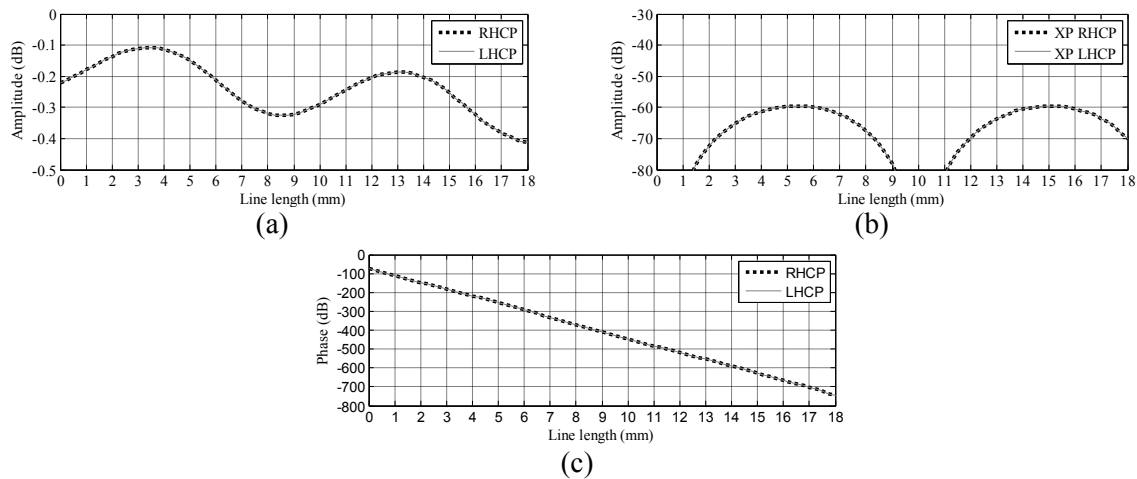 0
-0.1
-0.2
-0.3
-0.4
-0.5
Amplitude (dB)
RHCP
LHCP
0 1 2 3 4 5 6 7 8 9 10 11 12 13 14 15 16 17 18
Line length (mm)
(a)
-30
-40
-50
-60
-70
-80
Amplitude (dB)
XP RHCP
XP LHCP
0 1 2 3 4 5 6 7 8 9 10 11 12 13 14 15 16 17 18
Line length (mm)
(b)
0
-100
-200
-300
-400
-500
-600
-700
-800
Phase (dB)
RHCP
LHCP
0 1 2 3 4 5 6 7 8 9 10 11 12 13 14 15 16 17 18
Line length (mm)
(c)